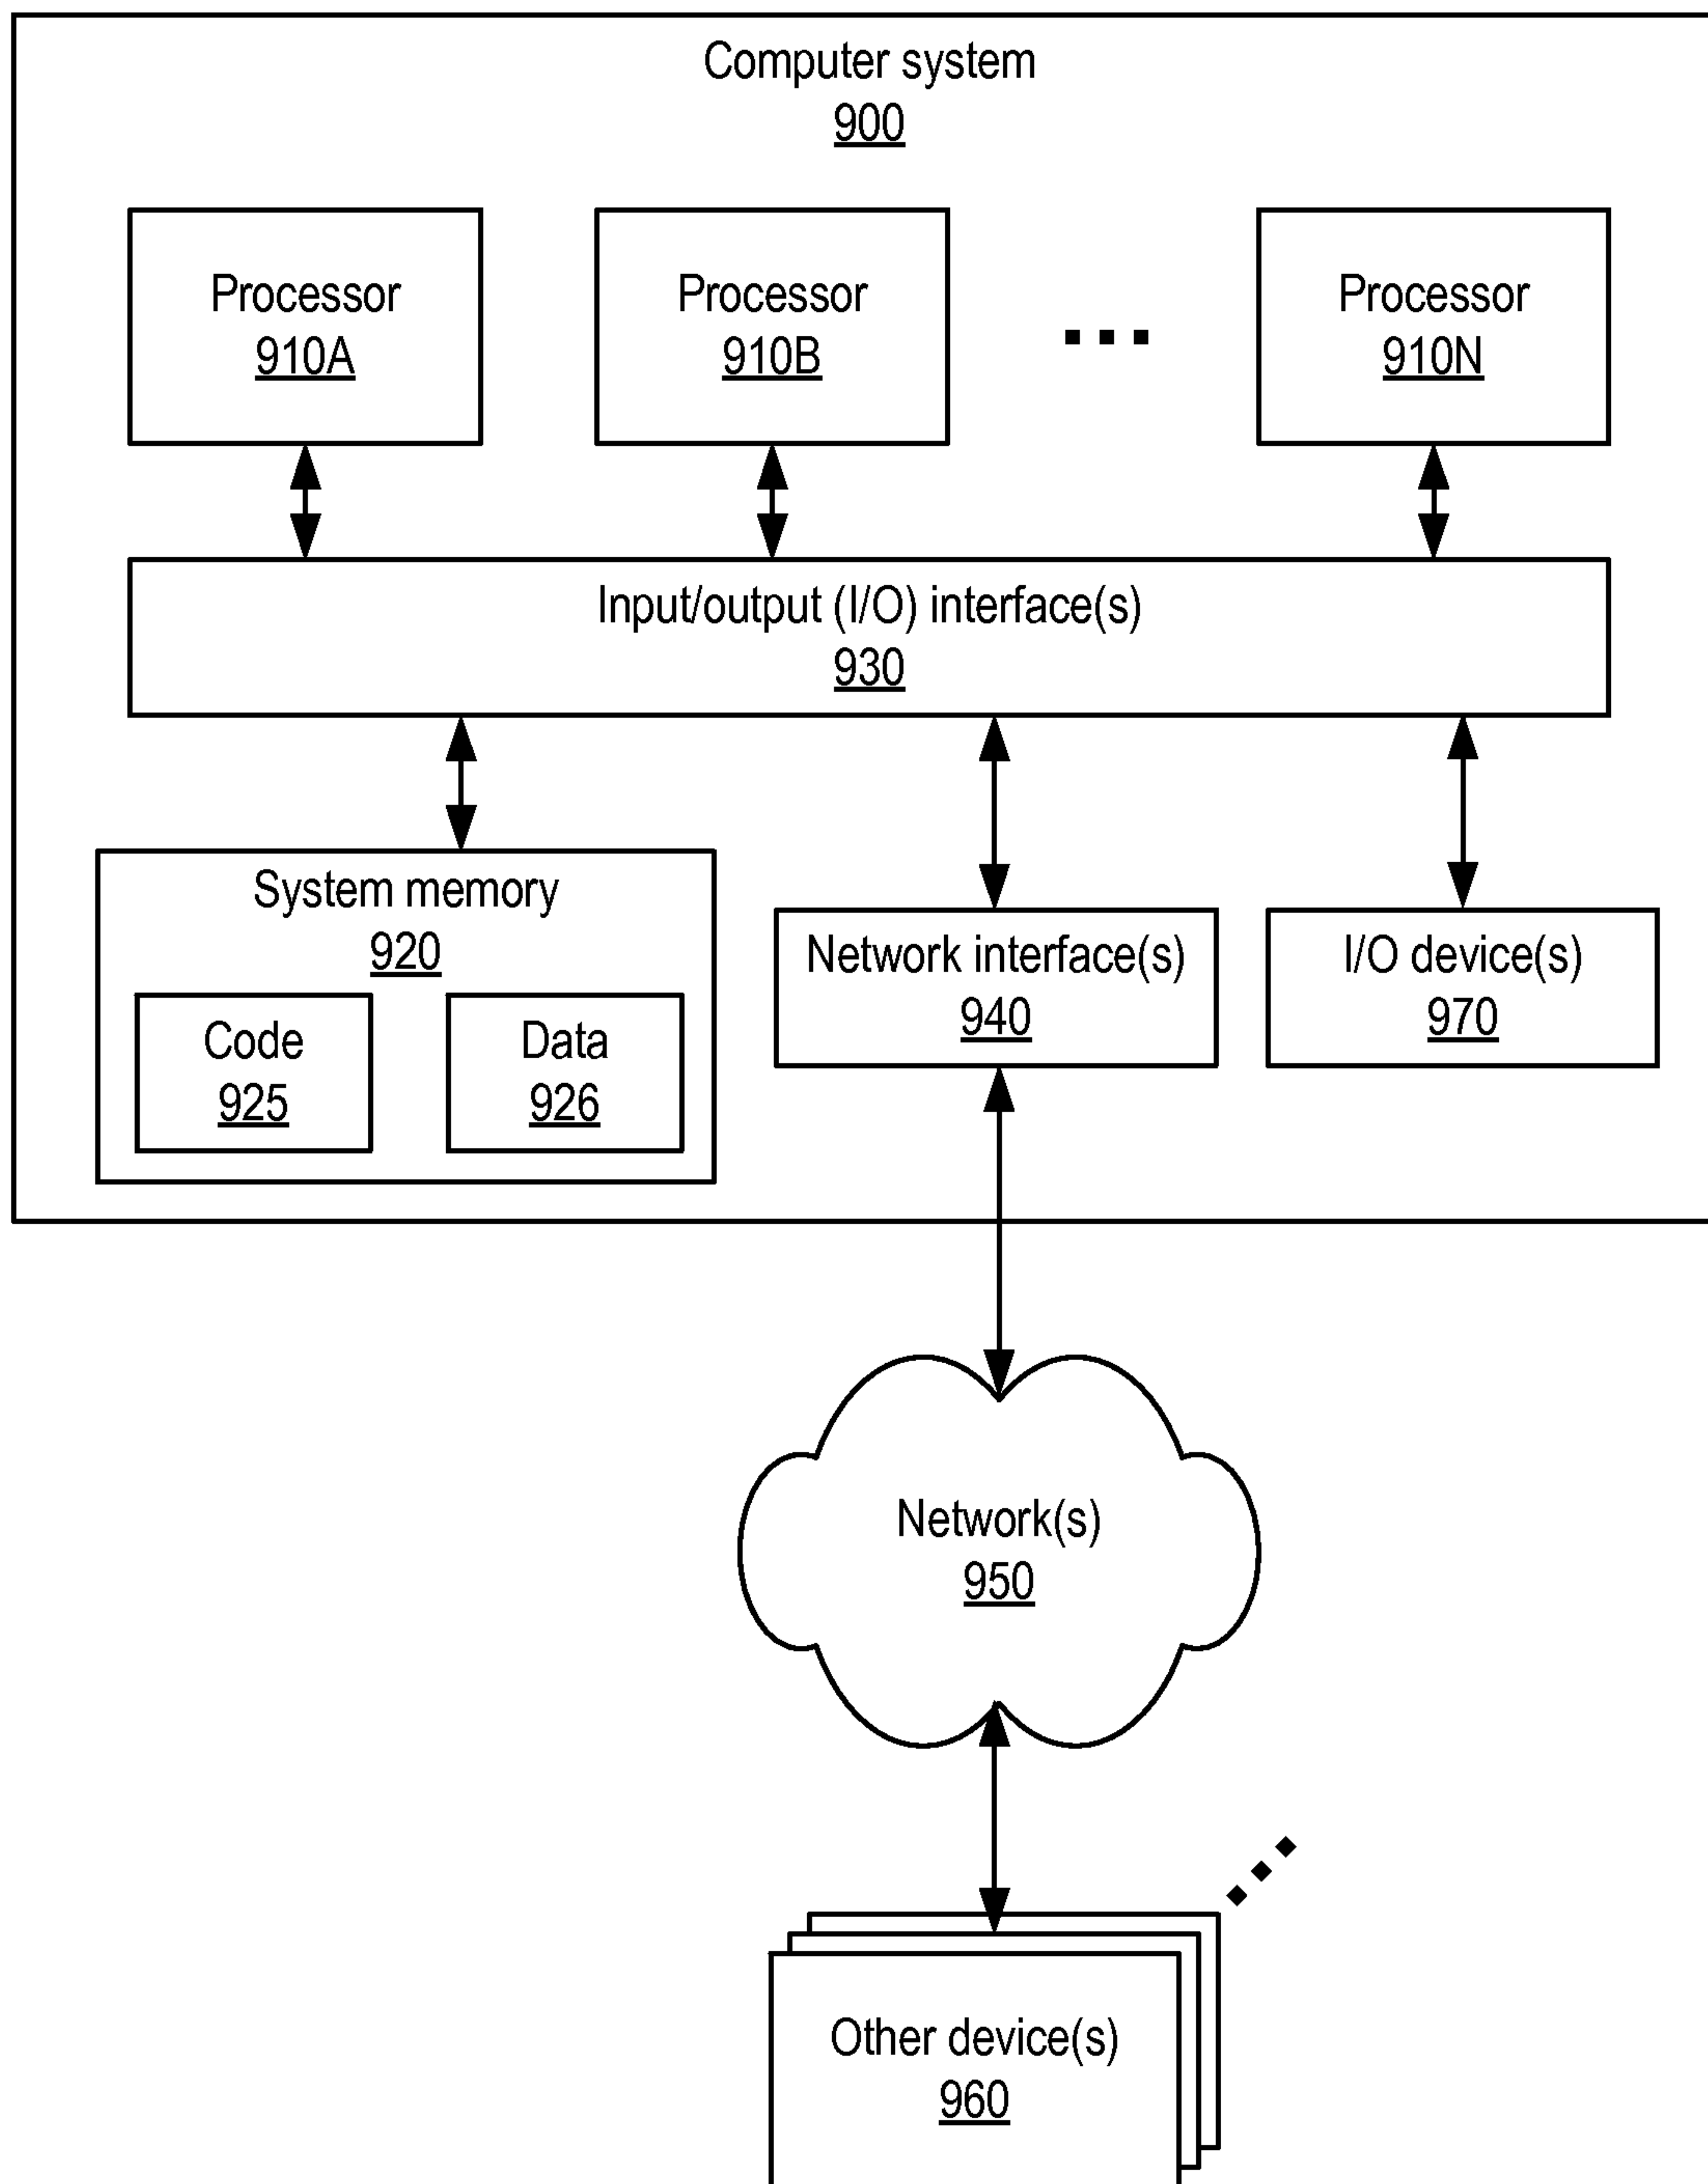 Computer system
900
Processor
910A
Processor
910B
Processor
910N
Input/output (I/O) interface(s)
930
System memory
920
Code
925
Data
926
Network interface(s)
940
I/O device(s)
970
Network(s)
950
Other device(s)
960